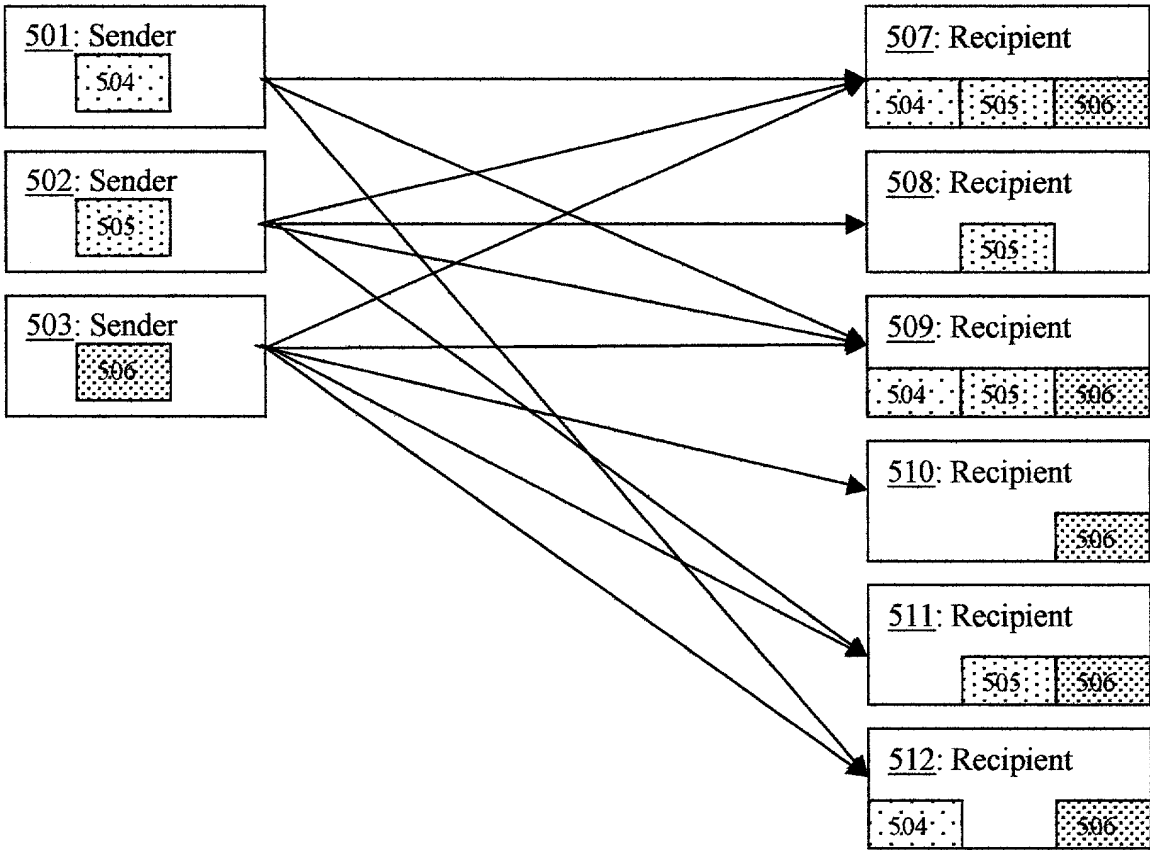 501: Sender
504
502: Sender
505
503: Sender
506
507: Recipient
504 505 506
508: Recipient
505
509: Recipient
504 505 506
510: Recipient
506
511: Recipient
505 506
512: Recipient
504 506